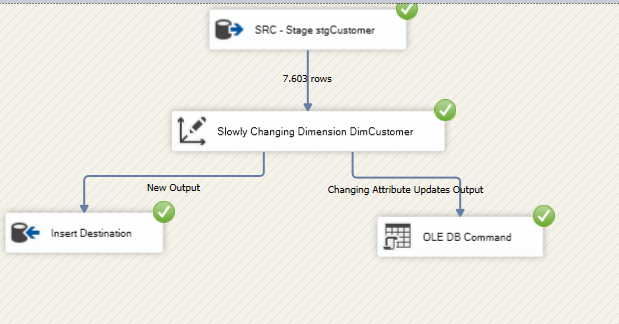 SRC - Stage stgCustomer
7.603 rows
Slowly Changing Dimension DimCustomer
New Output
Changing Attribute Updates Output
Insert Destination
OLE DB Command